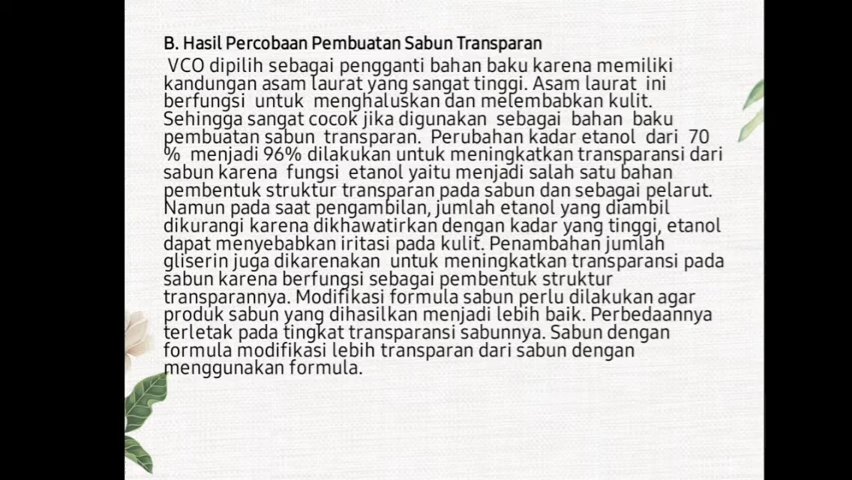 B. Hasil Percobaan Pembuatan Sabun Transparan
VCO dipilih sebagai pengganti bahan baku karena memiliki
kandungan asam laurat yang sangat tinggi. Asam laurat ini
berfungsi untuk menghaluskan dan melembabkan kulit.
Sehingga sangat cocok jika digunakan sebagai bahan baku
pembuatan sabun transparan. Perubahan kadar etanol dari 70
% menjadi 96% dilakukan untuk meningkatkan transparansi dari
sabun karena fungsi etanol yaitu menjadi salah satu bahan
pembentuk struktur transparan pada sabun dan sebagai pelarut.
Namun pada saat pengambilan, jumlah etanol yang diambil
dikurangi karena dikhawatirkan dengan kadar yang tinggi, etanol
dapat menyebabkan iritasi pada kulit. Penambahan jumlah
gliserin juga dikarenakan untuk meningkatkan transparansi pada
sabun karena berfungsi sebagai pembentuk struktur
transparannya. Modifikasi formula sabun perlu dilakukan agar
produk sabun yang dihasilkan menjadi lebih baik. Perbedaannya
terletak pada tingkat transparansi sabunnya. Sabun dengan
formula modifikasi lebih transparan dari sabun dengan
menggunakan formula.